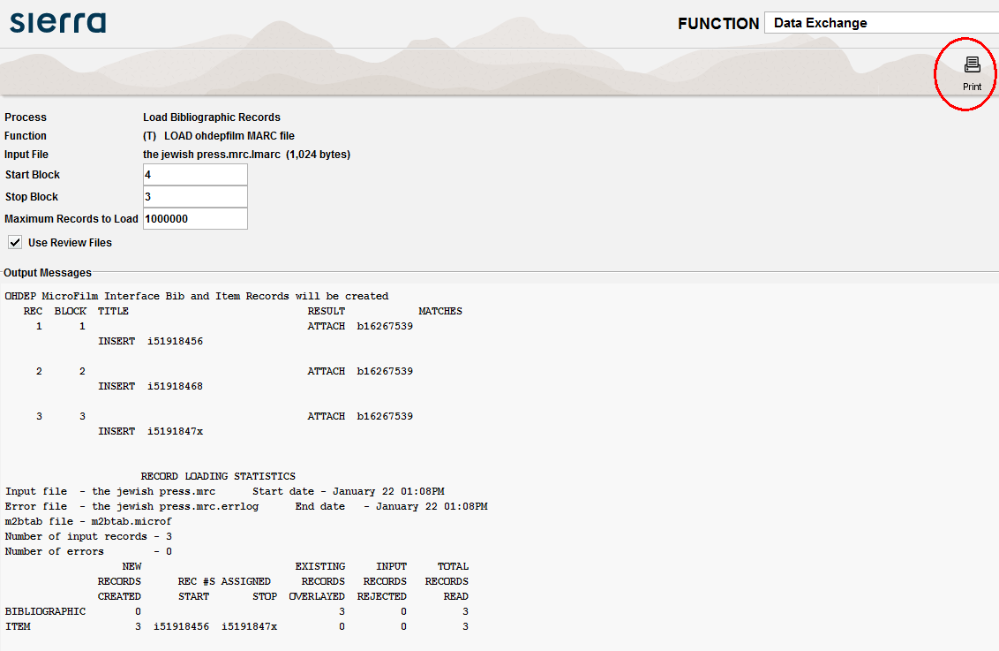 sierra
FUNCTION Data Exchange
Print
Process Load Bibliographic Records
Function (T) LOAD ohdepfilm MARC file
Input File the jewish press.mrc.lmarc (1,024 bytes)
Start Block 4
Stop Block 3
Maximum Records to Load 1000000
Use Review Files
Output Messages
OHDEP MicroFilm Interface Bib and Item Records will be created
REC BLOCK TITLE RESULT MATCHES
1 1 ATTACH b16267539
INSERT i51918456
2 2 ATTACH b16267539
INSERT i51918468
3 3 ATTACH b16267539
INSERT i5191847x
RECORD LOADING STATISTICS
Input file - the jewish press.mrc Start date - January 22 01:08PM
Error file - the jewish press.mrc.errlog End date - January 22 01:08PM
m2btab file - m2btab.microf
Number of input records - 3
Number of errors - 0
NEW EXISTING INPUT TOTAL
RECORDS REC #S ASSIGNED RECORDS RECORDS RECORDS
CREATED START STOP OVERLAYED REJECTED READ
BIBLIOGRAPHIC 0 3 0 3
ITEM 3 i51918456 i5191847x 0 0 3